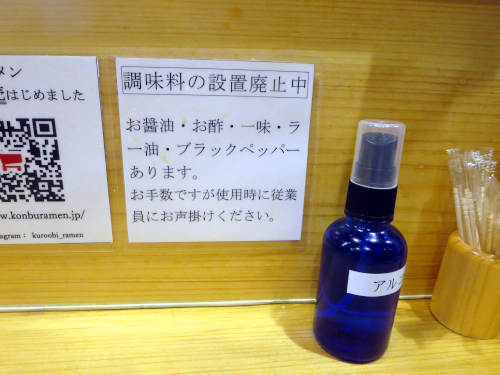 メン
はじめました
w.konburamen.jp/
agram： kuroobi_ramen
調味料の設置廃止中
お醤油・お酢・一味・ラ
ー油・ブラックペッパー
あります。
お手数ですが使用時に従業
員にお声掛けください。
アルコ